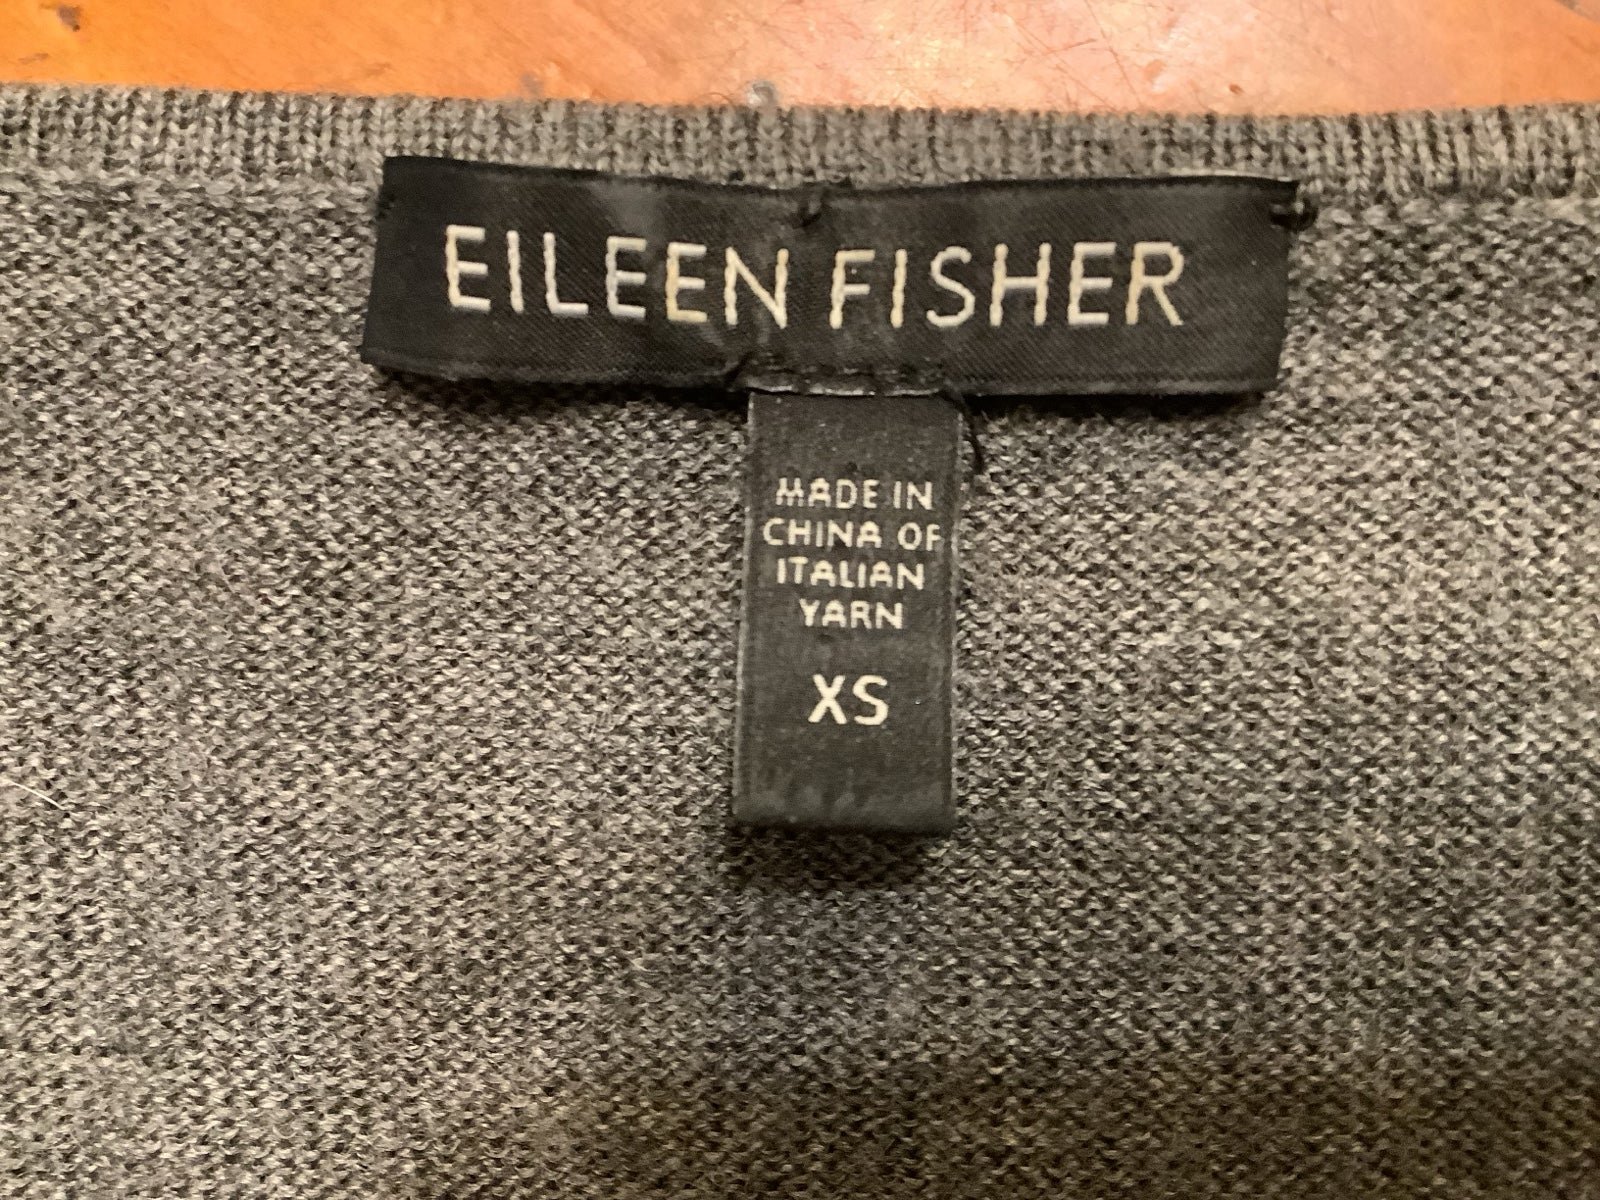 EILEEN FISHER
MADE IN
CHINA OF
ITALIAN
YARN
XS